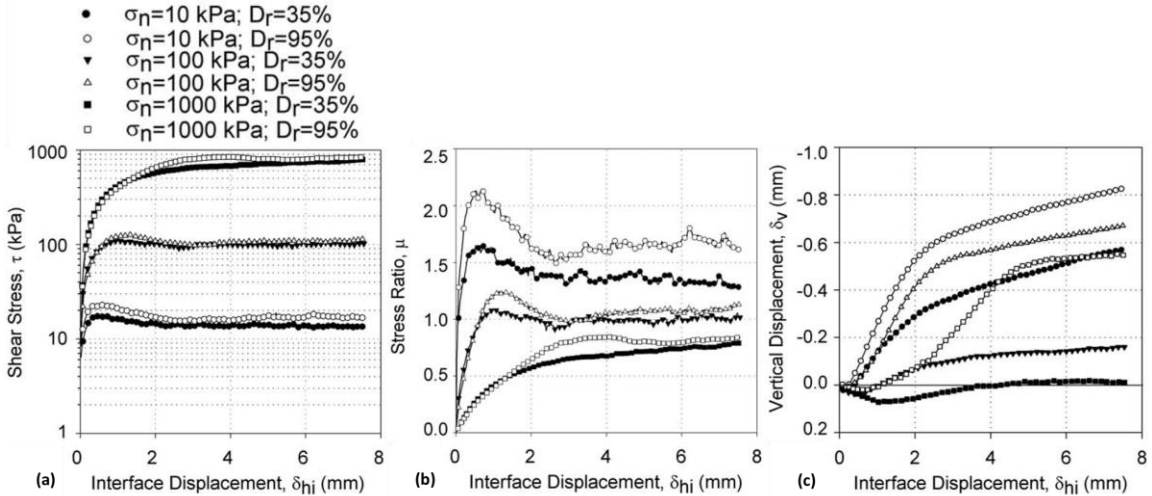 σn=10 kPa; Dr=35%
σn=10 kPa; Dr=95%
σn=100 kPa; Dr=35%
σn=100 kPa; Dr=95%
σn=1000 kPa; Dr=35%
σn=1000 kPa; Dr=95%
Shear Stress, τ (kPa)
1000
100
10
1
0 2 4 6 8
(a) Interface Displacement, δhi (mm)
Stress Ratio, μ
2.5
2.0
1.5
1.0
0.5
0.0
0 2 4 6 8
(b) Interface Displacement, δhi (mm)
Vertical Displacement, δv (mm)
-1.0
-0.8
-0.6
-0.4
-0.2
0.0
0.2
0 2 4 6 8
(c) Interface Displacement, δhi (mm)